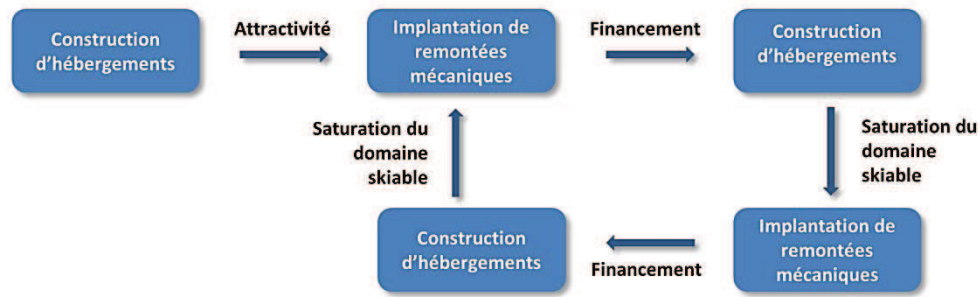 Construction
d’hébergements
Attractivité
Implantation de
remontées
mécaniques
Financement
Construction
d’hébergements
Saturation du
domaine
skiable
Saturation du
domaine
skiable
Construction
d’hébergements
Financement
Implantation de
remontées
mécaniques